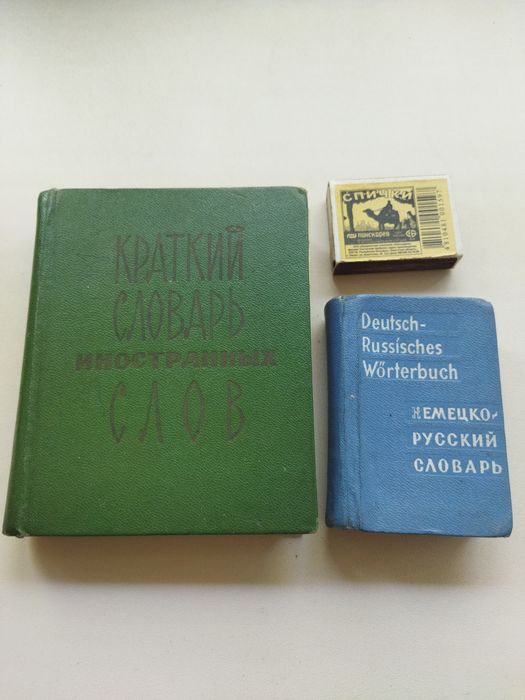 КРАТКИЙ
СЛОВАРЬ
ИНОСТРАННЫХ
СЛОВ
СПИЧКИ
Deutsch-
Russisches
Wörterbuch
НЕМЕЦКО-
РУССКИЙ
СЛОВАРЬ